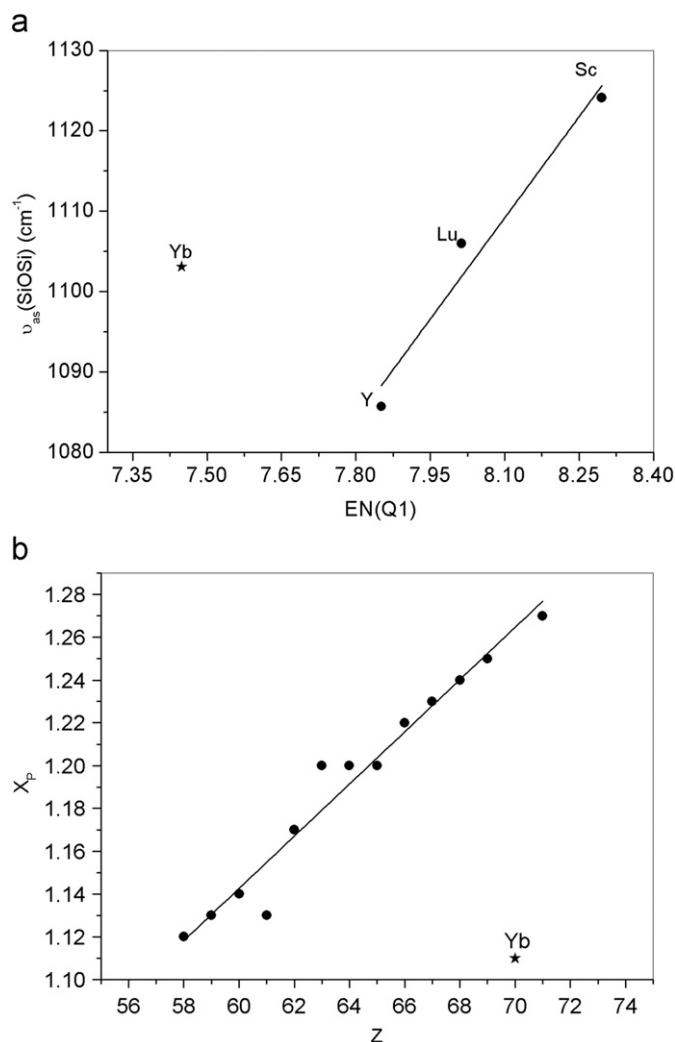 a
1130
1120
1110
1100
1090
1080
υas(SiOSi) (cm-1)
Sc
Lu
Yb
Y
7.35 7.50 7.65 7.80 7.95 8.10 8.25 8.40
EN(Q1)
b
1.28
1.26
1.24
1.22
1.20
1.18
1.16
1.14
1.12
1.10
XP
Yb
56 58 60 62 64 66 68 70 72 74
Z